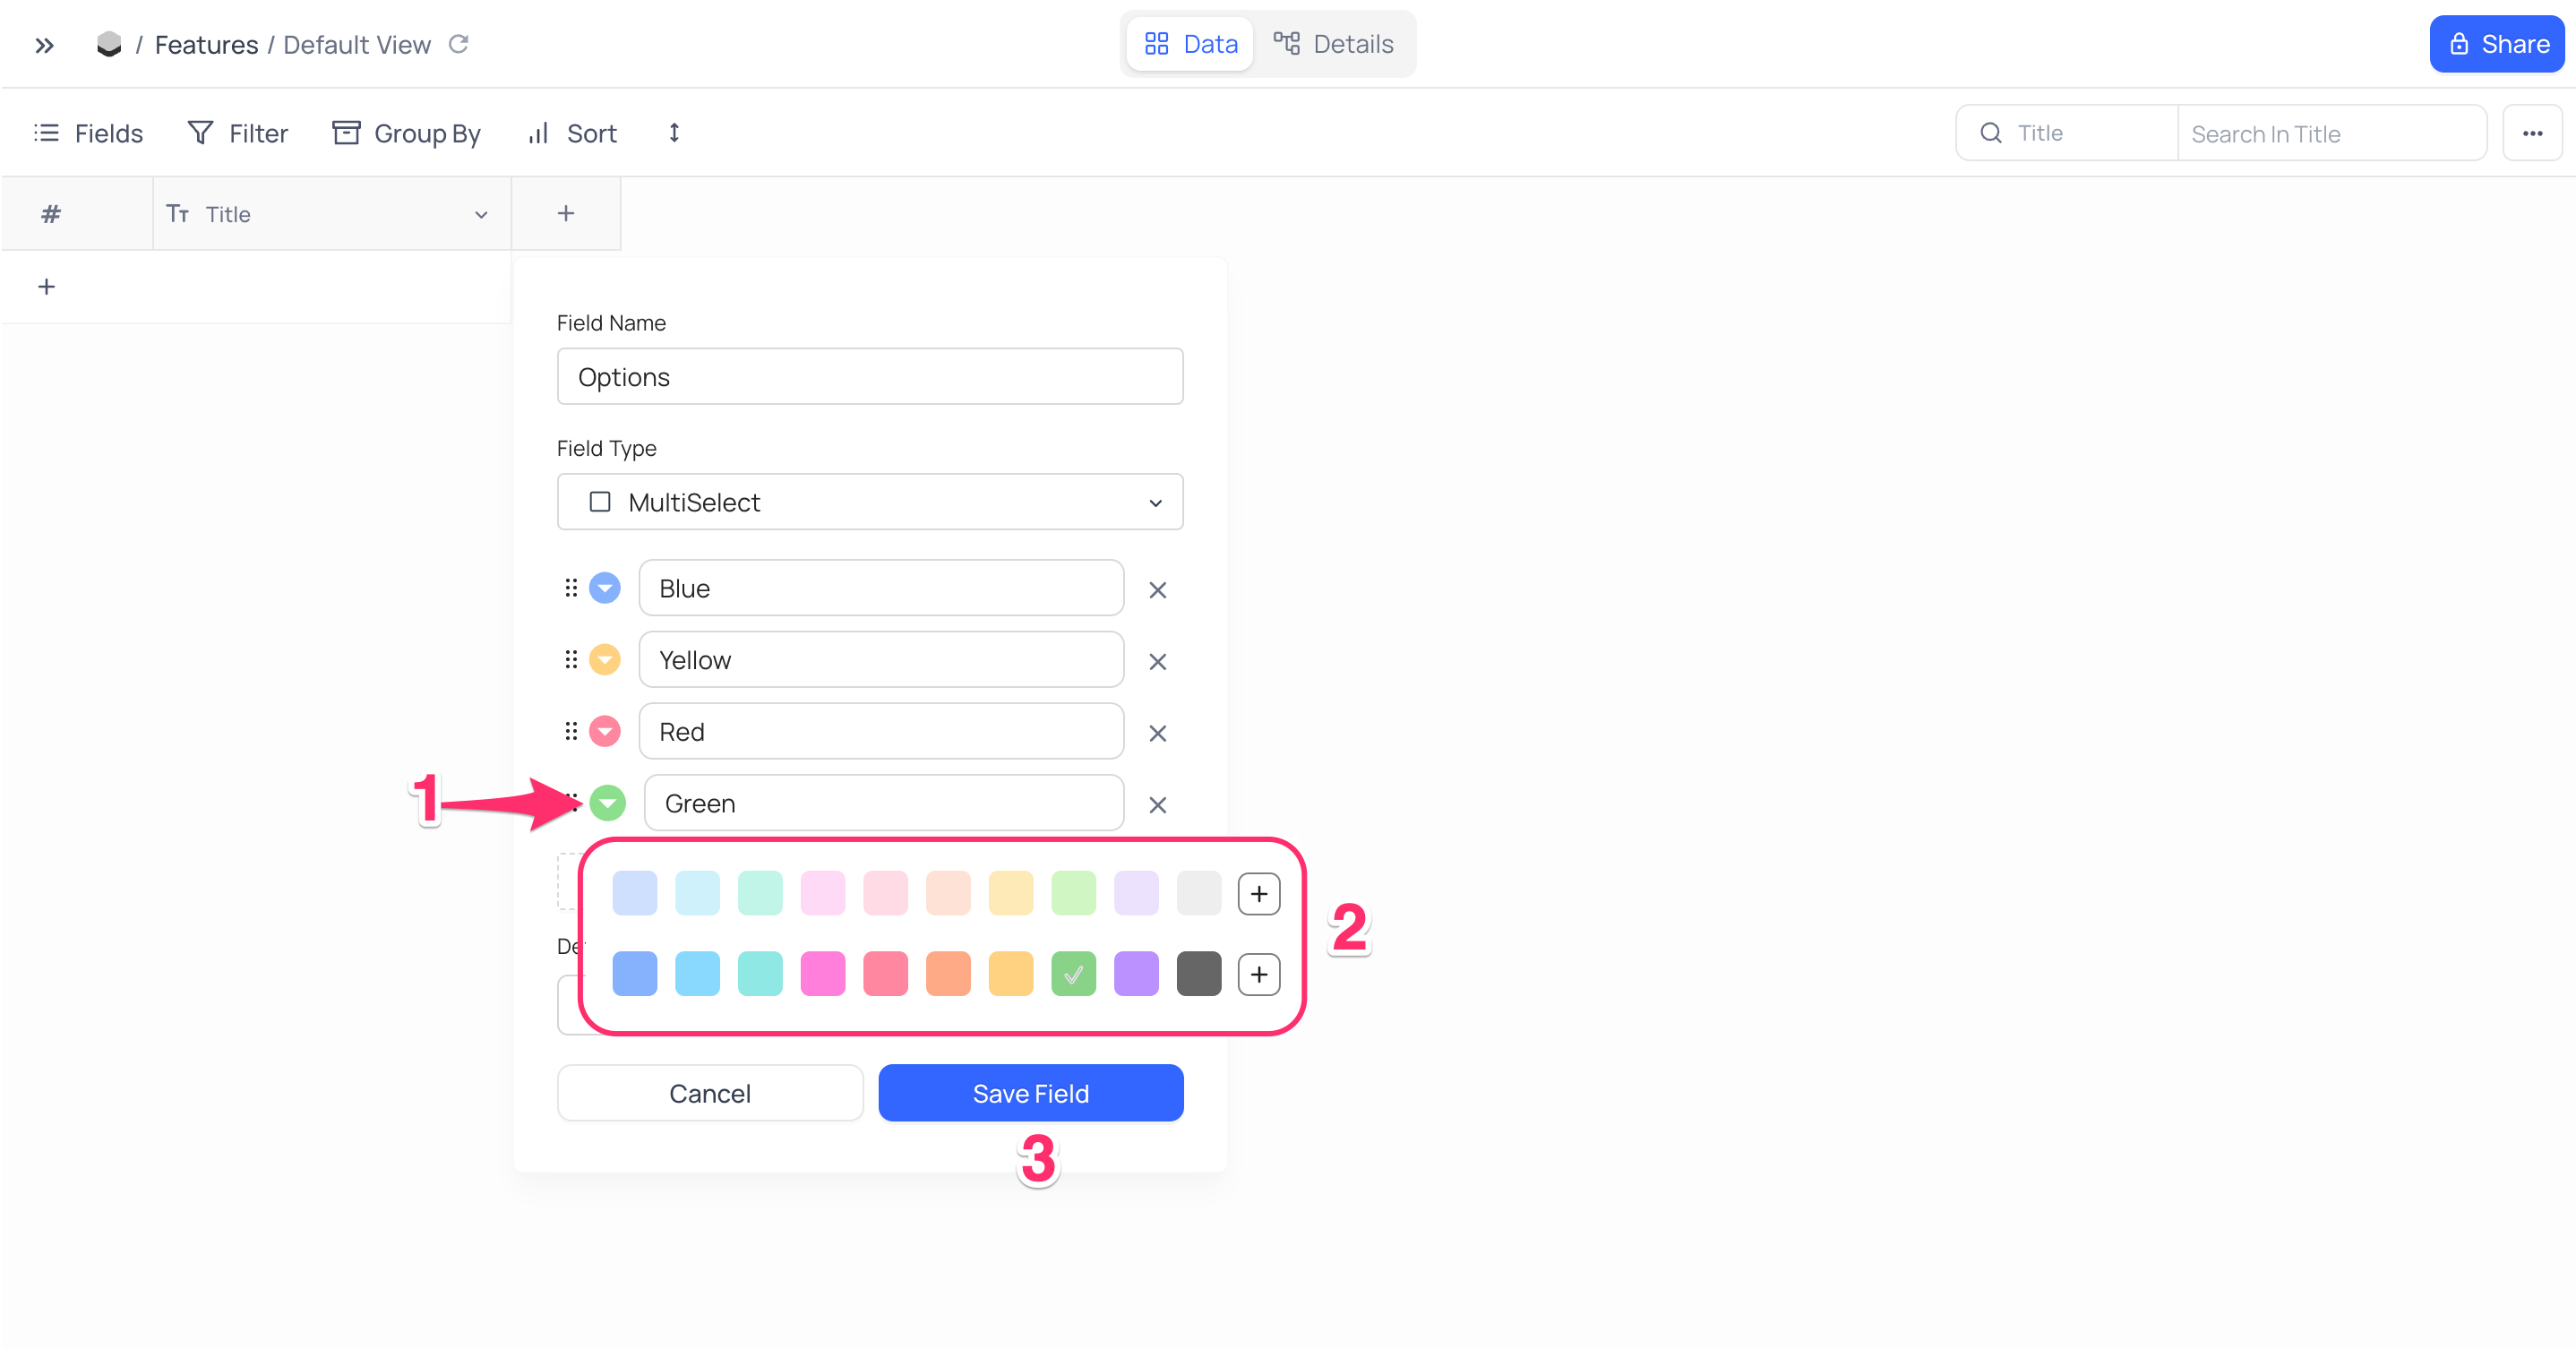 / Features / Default View
Data
Details
Share
Fields
Filter
Group By
Sort
Title
Search In Title
#
Tт Title
+
+
Field Name
Options
Field Type
MultiSelect
Blue
Yellow
Red
1
Green
+
2
De
+
Cancel
Save Field
3